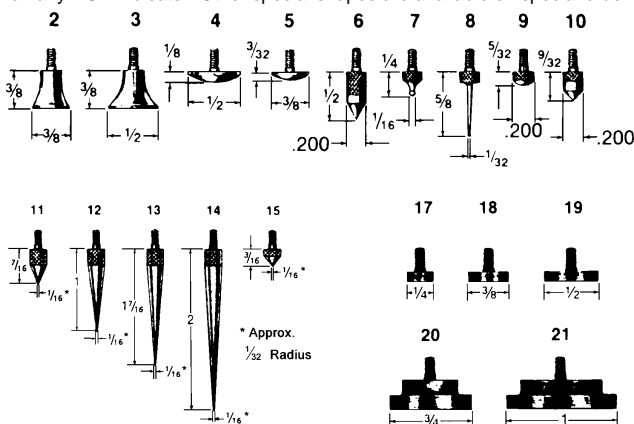 2 3 4 5 6 7 8 9 10
1/8 3/32 1/4 5/32 9/32
3/8 3/8 1/2 5/8
1/2 3/8 1/16
3/8 1/2 .200 .200 .200
1/32
11 12 13 14 15 17 18 19
7/16 1 1 7/16 2 3/16
1/16* 1/4 3/8 1/2
1/16* 1/16* 1/16* 1/16*
* Approx.
1/32 Radius
20 21
3/4 1